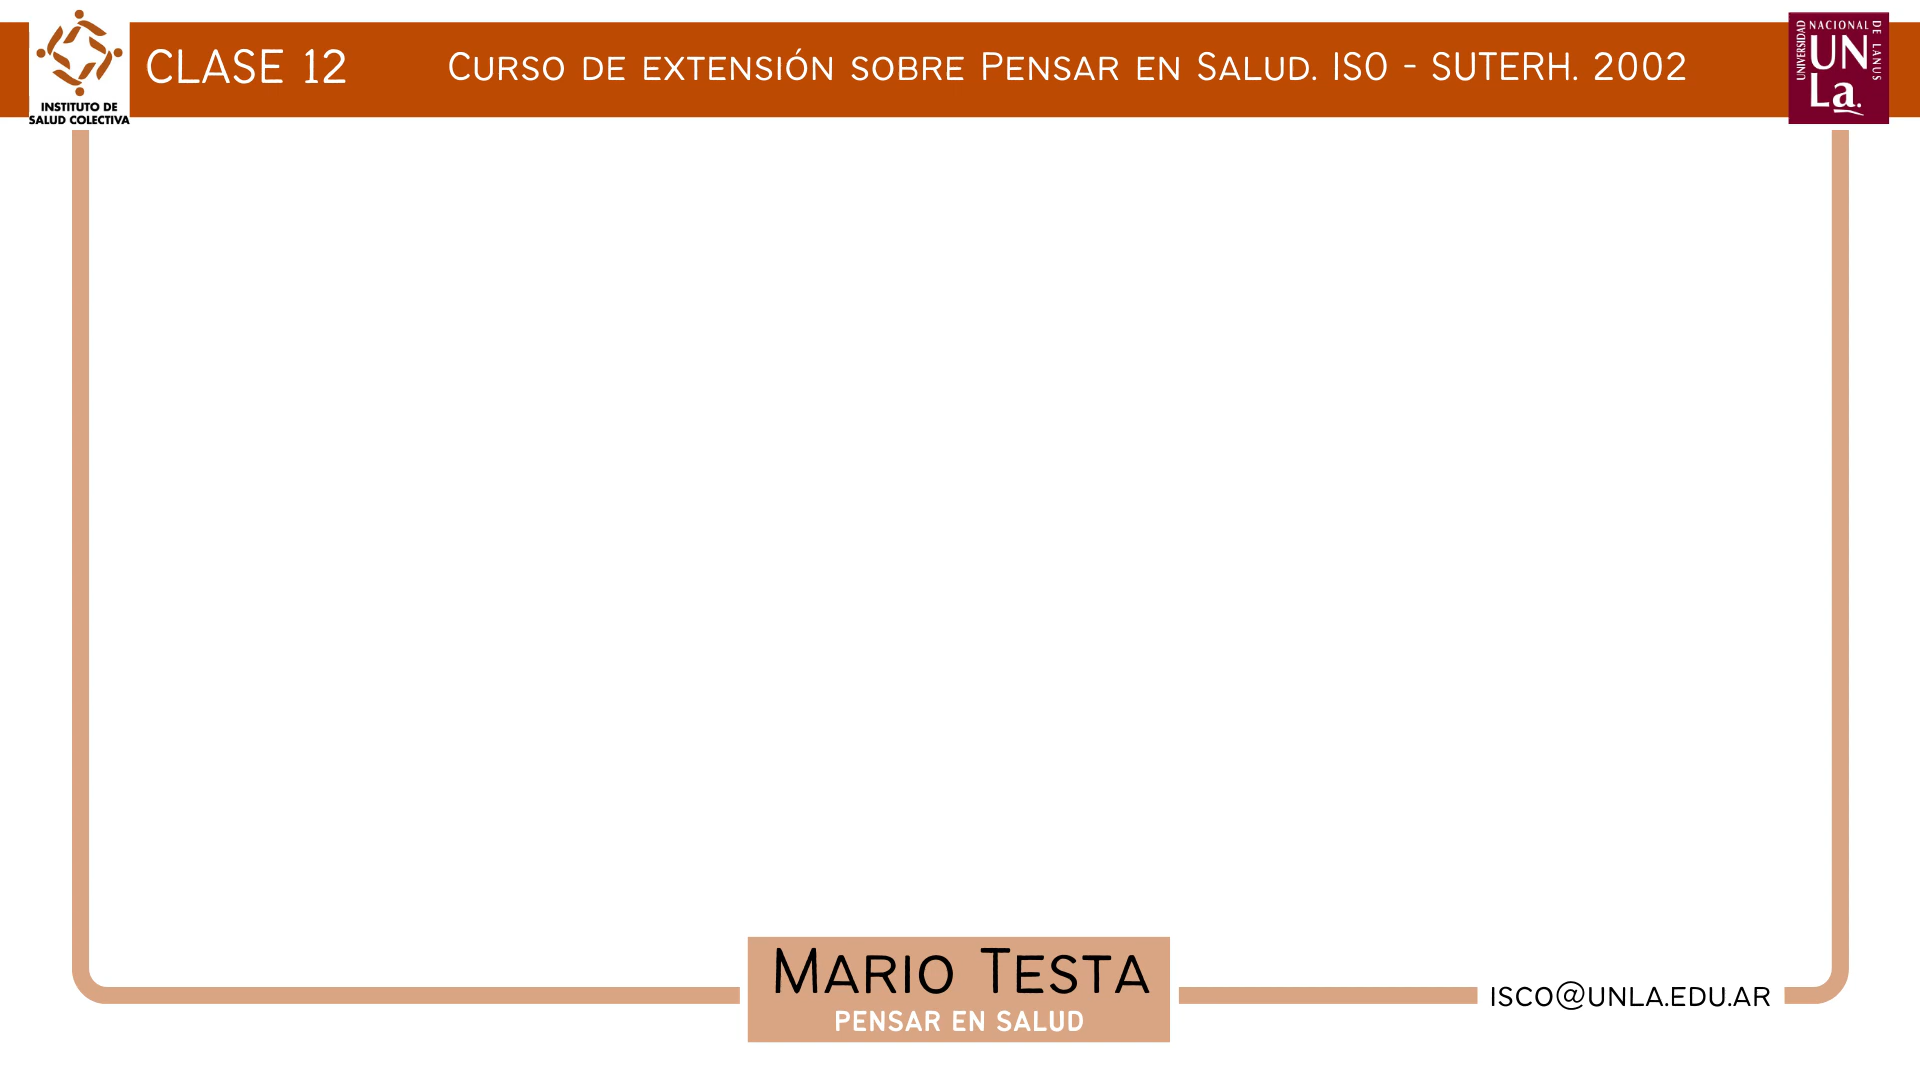 INSTITUTO DE
SALUD COLECTIVA
CLASE 12
CURSO DE EXTENSIÓN SOBRE PENSAR EN SALUD. ISO - SUTERH. 2002
UNIVERSIDAD
NACIONAL
DE LANUS
UN
La.
MARIO TESTA
PENSAR EN SALUD
ISCO@UNLA.EDU.AR